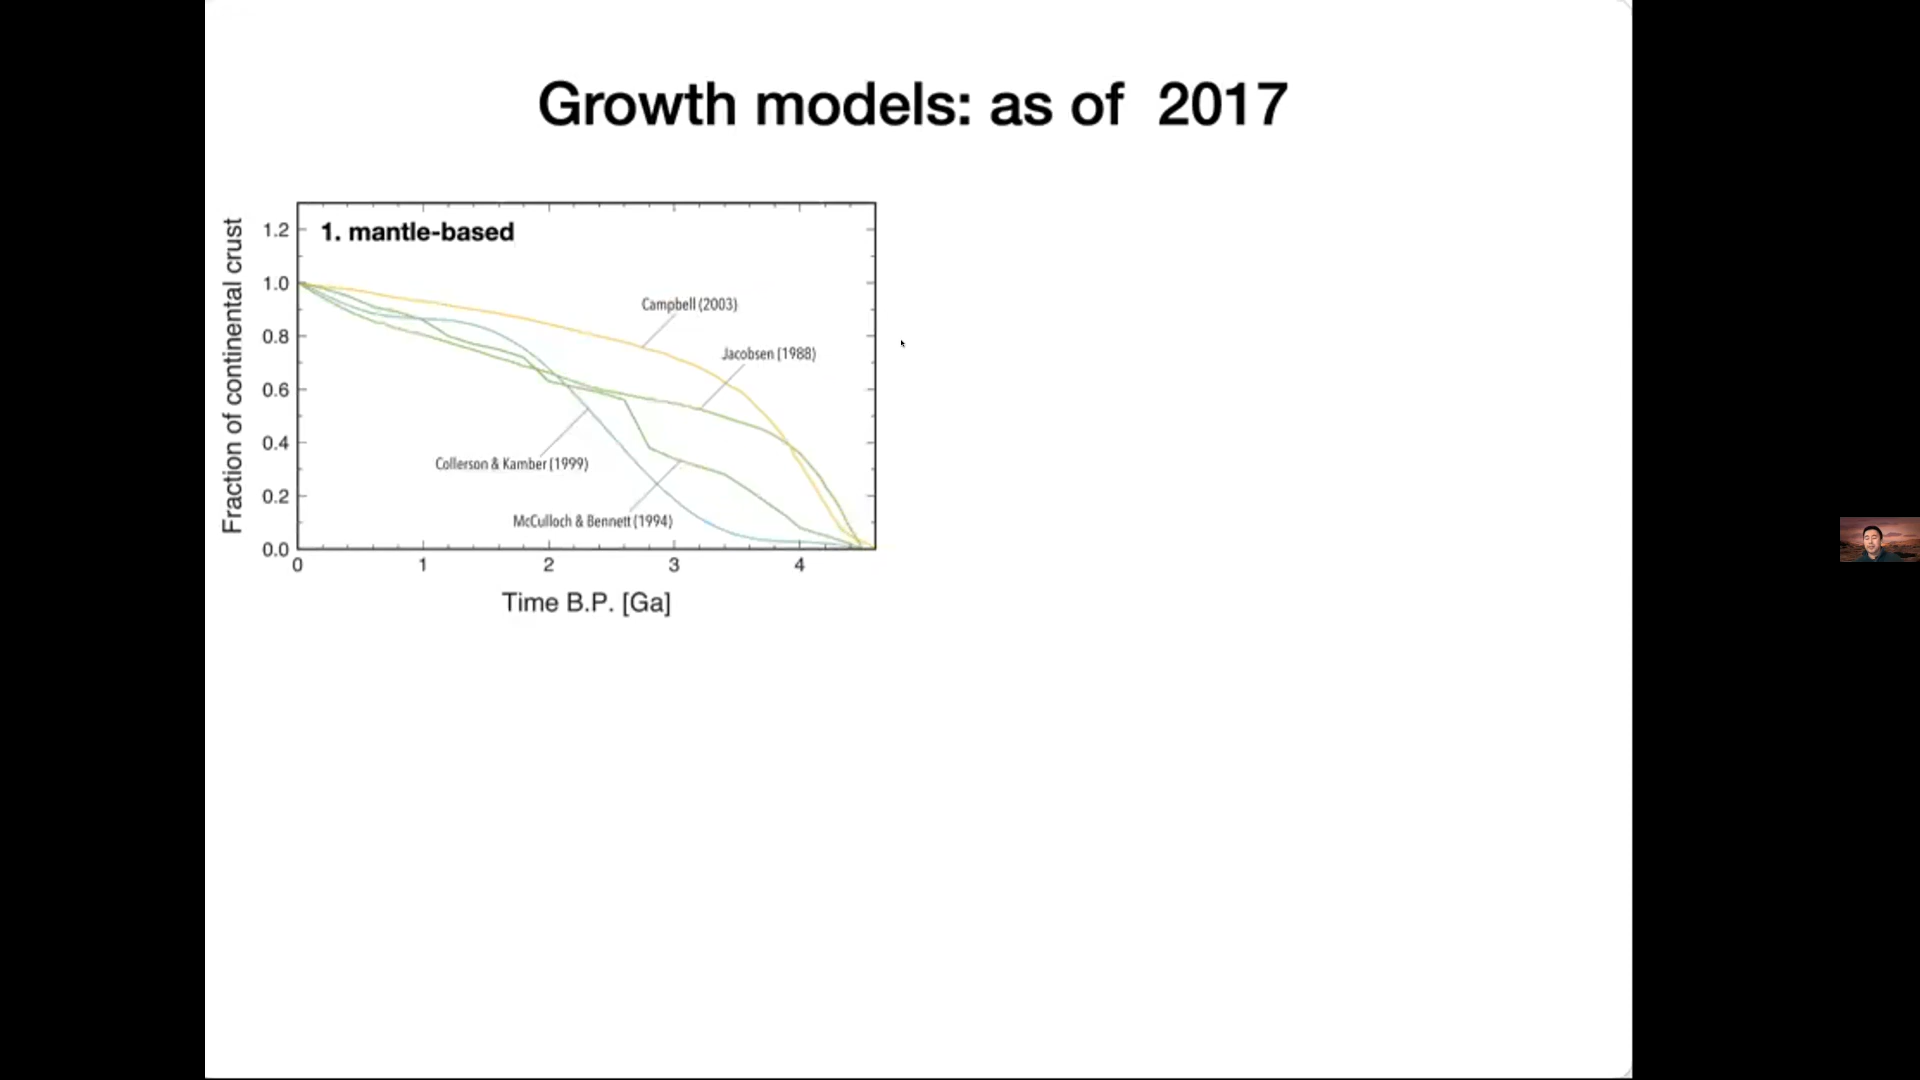 Growth models: as of 2017
1. mantle-based
Fraction of continental crust
1.2
1.0
0.8
0.6
0.4
0.2
0.0
Campbell (2003)
Jacobsen (1988)
Collerson & Kamber (1999)
McCulloch & Bennett (1994)
0 1 2 3 4
Time B.P. [Ga]